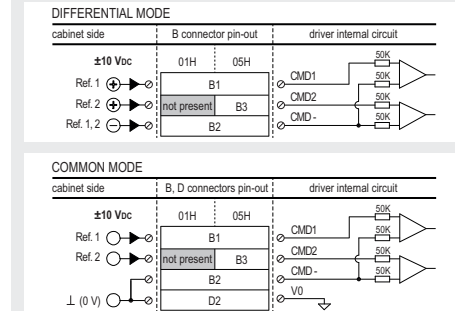 DIFFERENTIAL MODE
cabinet side B connector pin-out driver internal circuit
±10 VDC 01H 05H 50K
Ref. 1 B1 CMD1 50K
Ref. 2 not present B3 CMD2 50K
Ref. 1, 2 B2 CMD - 50K
COMMON MODE
cabinet side B, D connectors pin-out driver internal circuit
±10 VDC 01H 05H 50K
Ref. 1 B1 CMD1 50K
Ref. 2 not present B3 CMD2 50K
B2 CMD - 50K
⊥ (0 V) D2 V0